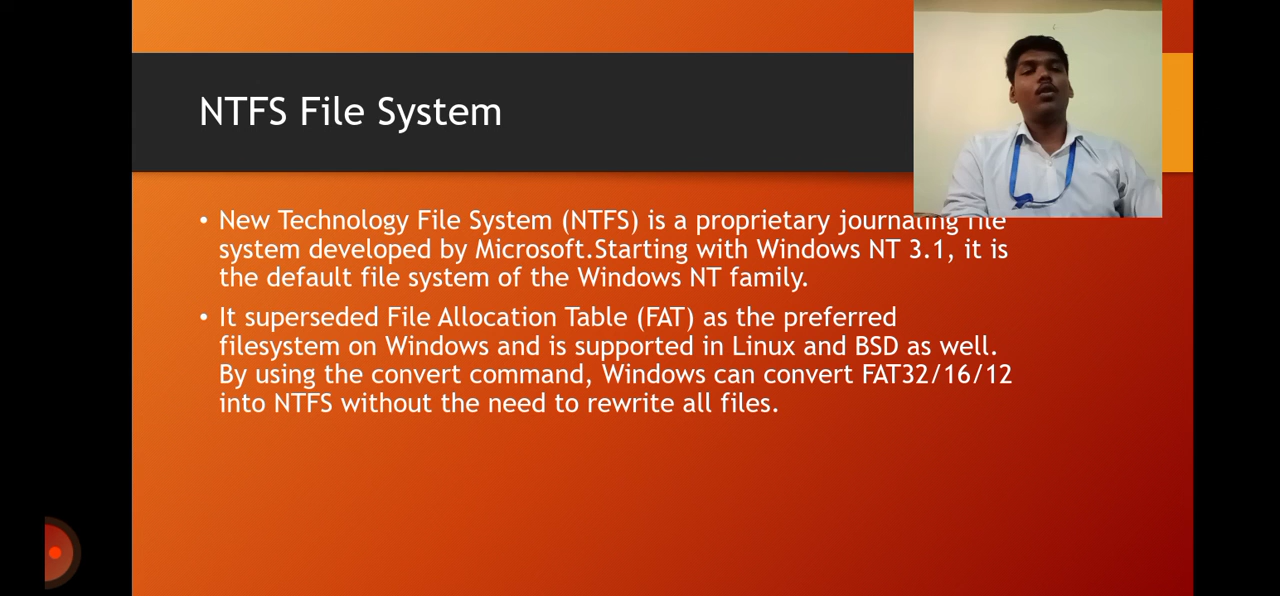 NTFS File System
• New Technology File System (NTFS) is a proprietary journaling file
system developed by Microsoft.Starting with Windows NT 3.1, it is
the default file system of the Windows NT family.
• It superseded File Allocation Table (FAT) as the preferred
filesystem on Windows and is supported in Linux and BSD as well.
By using the convert command, Windows can convert FAT32/16/12
into NTFS without the need to rewrite all files.